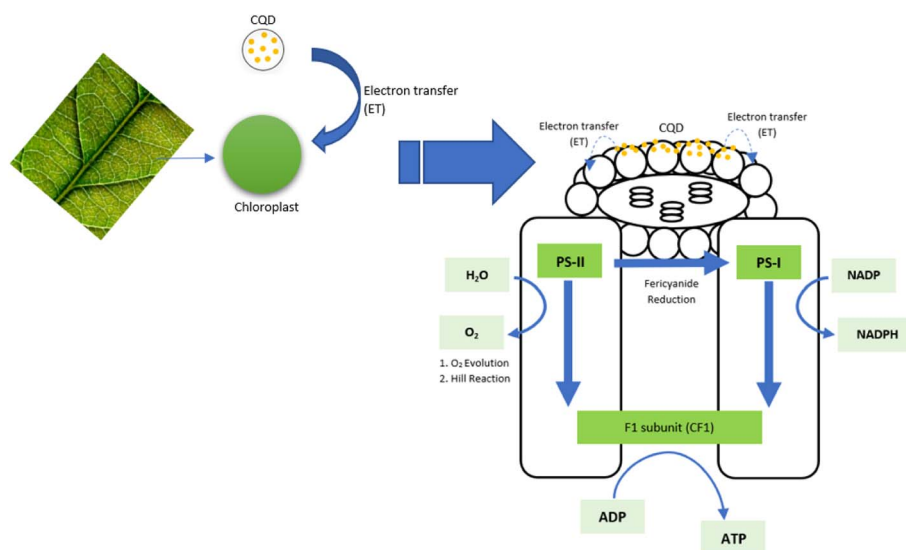 CQD
Electron transfer
(ET)
Chloroplast
Electron transfer
(ET)
CQD
Electron transfer
(ET)
H₂O
PS-II
PS-I
NADP
Fericyanide
Reduction
O₂
NADPH
1. O₂ Evolution
2. Hill Reaction
F1 subunit (CF1)
ADP
ATP